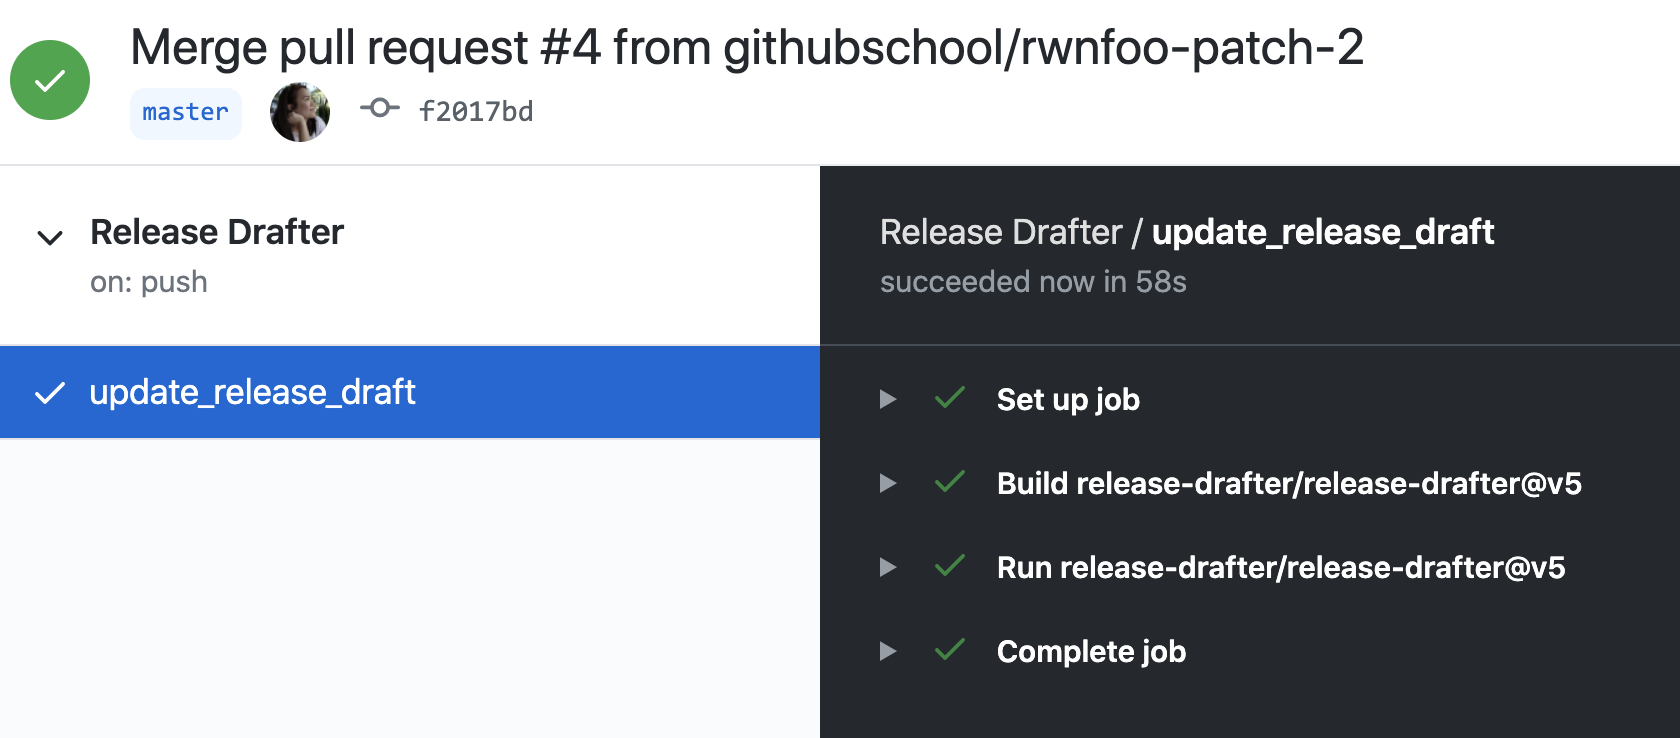 Merge pull request #4 from githubschool/rwnfoo-patch-2
master f2017bd
Release Drafter
on: push
update_release_draft
Release Drafter / update_release_draft
succeeded now in 58s
Set up job
Build release-drafter/release-drafter@v5
Run release-drafter/release-drafter@v5
Complete job